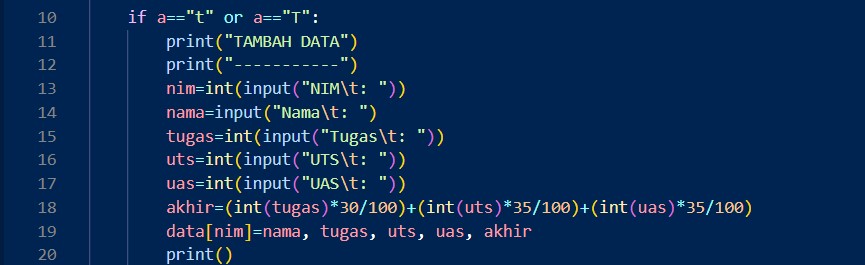 10 if a=="t" or a=="T":
11 print("TAMBAH DATA")
12 print("-----------")
13 nim=int(input("NIM\t: "))
14 nama=input("Nama\t: ")
15 tugas=int(input("Tugas\t: "))
16 uts=int(input("UTS\t: "))
17 uas=int(input("UAS\t: "))
18 akhir=(int(tugas)*30/100)+(int(uts)*35/100)+(int(uas)*35/100)
19 data[nim]=nama, tugas, uts, uas, akhir
20 print()